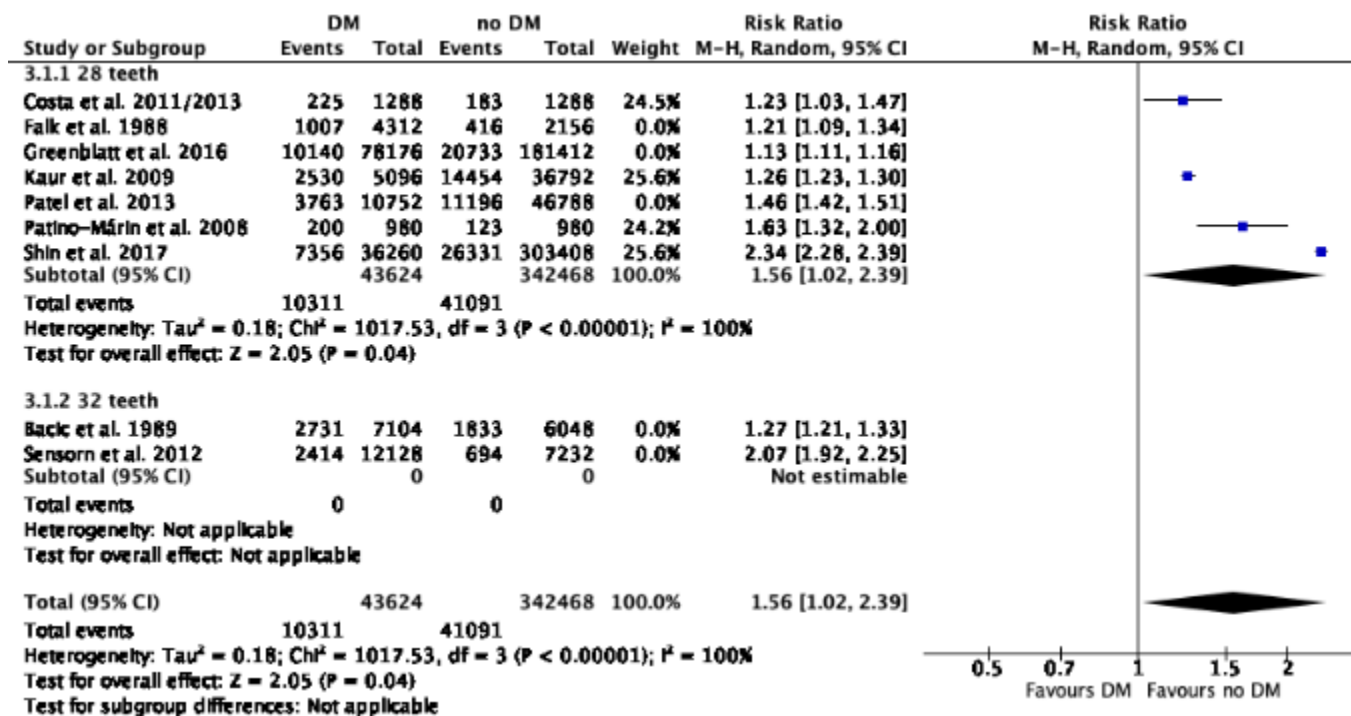 DM no DM Risk Ratio Risk Ratio
Study or Subgroup Events Total Events Total Weight M-H, Random, 95% CI M-H, Random, 95% CI
3.1.1 28 teeth
Costa et al. 2011/2013 225 1288 183 1288 24.5% 1.23 [1.03, 1.47]
Falk et al. 1988 1007 4312 416 2156 0.0% 1.21 [1.09, 1.34]
Greenblatt et al. 2016 10140 78176 20733 181412 0.0% 1.13 [1.11, 1.16]
Kaur et al. 2009 2530 5096 14454 36792 25.6% 1.26 [1.23, 1.30]
Patel et al. 2013 3763 10752 11196 46788 0.0% 1.46 [1.42, 1.51]
Patino-Márin et al. 2008 200 980 123 980 24.2% 1.63 [1.32, 2.00]
Shin et al. 2017 7356 36260 26331 303408 25.6% 2.34 [2.28, 2.39]
Subtotal (95% CI) 43624 342468 100.0% 1.56 [1.02, 2.39]
Total events 10311 41091
Heterogeneity: Tau² = 0.18; Chi² = 1017.53, df = 3 (P < 0.00001); I² = 100%
Test for overall effect: Z = 2.05 (P = 0.04)
3.1.2 32 teeth
Bacic et al. 1989 2731 7104 1833 6048 0.0% 1.27 [1.21, 1.33]
Sensorn et al. 2012 2414 12128 694 7232 0.0% 2.07 [1.92, 2.25]
Subtotal (95% CI) 0 0 Not estimable
Total events 0 0
Heterogeneity: Not applicable
Test for overall effect: Not applicable
Total (95% CI) 43624 342468 100.0% 1.56 [1.02, 2.39]
Total events 10311 41091
Heterogeneity: Tau² = 0.18; Chi² = 1017.53, df = 3 (P < 0.00001); I² = 100%
Test for overall effect: Z = 2.05 (P = 0.04)
Test for subgroup differences: Not applicable
0.5 0.7 1 1.5 2
Favours DM Favours no DM